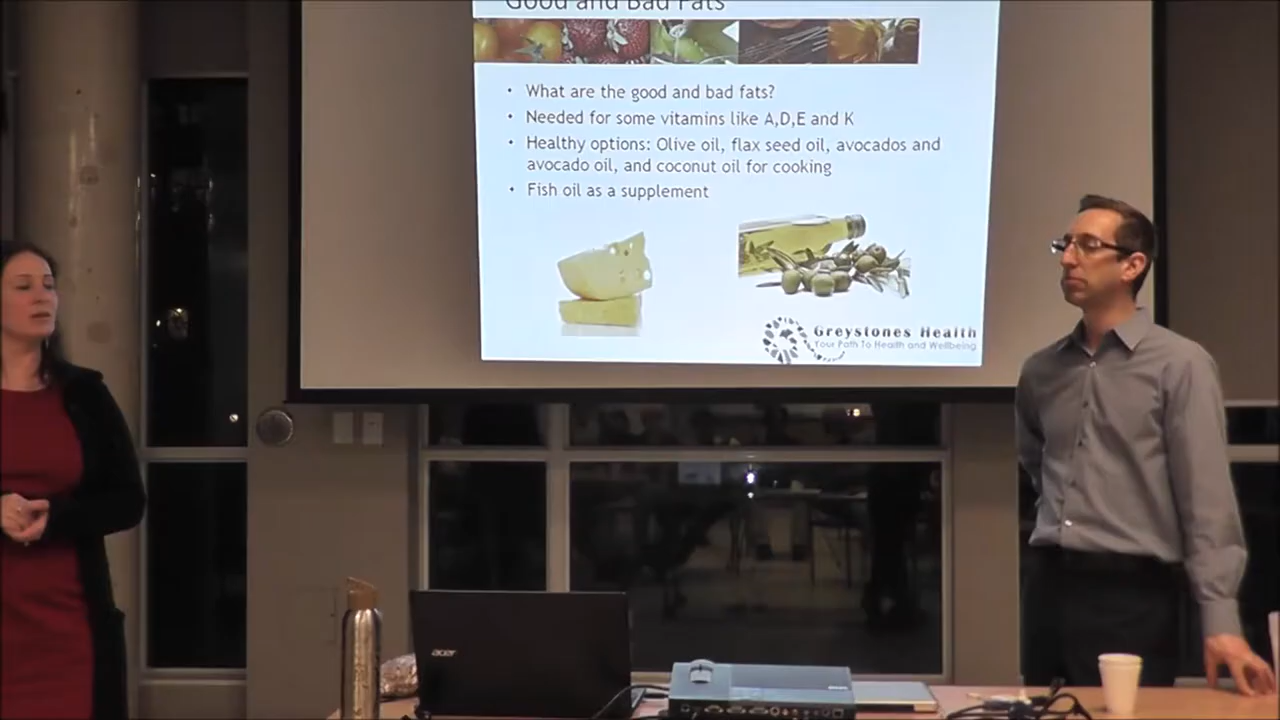 Good and Bad Fats
• What are the good and bad fats?
• Needed for some vitamins like A,D,E and K
• Healthy options: Olive oil, flax seed oil, avocados and
avocado oil, and coconut oil for cooking
• Fish oil as a supplement
Greystones Health
Your Path To Health and Wellbeing
acer